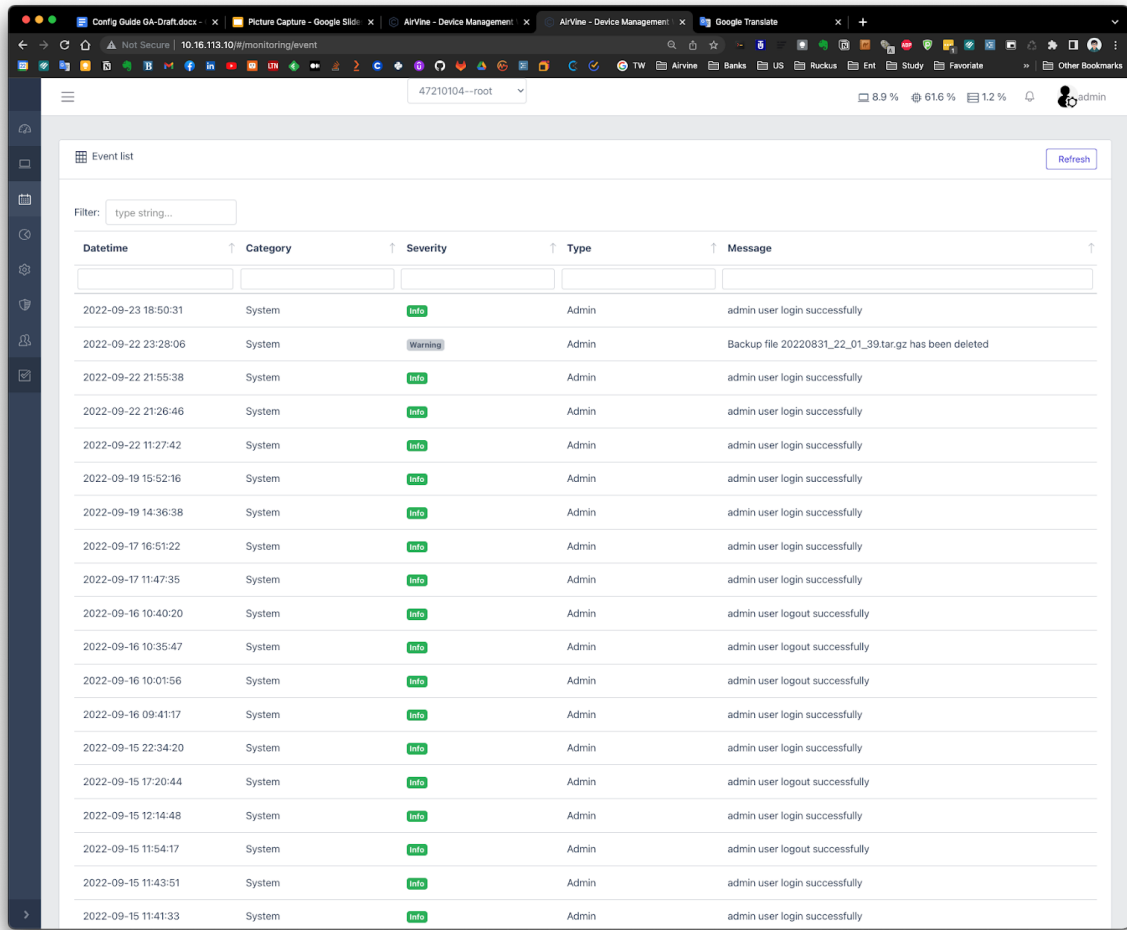 Config Guide GA-Draft.docx - Picture Capture - Google Slide AirVine - Device Management AirVine - Device Management Google Translate
Not Secure 10.16.113.10/#/monitoring/event
TW Airvine Banks US Ruckus Ent Study Favoriate » Other Bookmarks
47210104--root 8.9 % 61.6 % 1.2 % admin
Event list Refresh
Filter: type string...
Datetime Category Severity Type Message
2022-09-23 18:50:31 System Info Admin admin user login successfully
2022-09-22 23:28:06 System Warning Admin Backup file 20220831_22_01_39.tar.gz has been deleted
2022-09-22 21:55:38 System Info Admin admin user login successfully
2022-09-22 21:26:46 System Info Admin admin user login successfully
2022-09-22 11:27:42 System Info Admin admin user login successfully
2022-09-19 15:52:16 System Info Admin admin user login successfully
2022-09-19 14:36:38 System Info Admin admin user login successfully
2022-09-17 16:51:22 System Info Admin admin user login successfully
2022-09-17 11:47:35 System Info Admin admin user login successfully
2022-09-16 10:40:20 System Info Admin admin user logout successfully
2022-09-16 10:35:47 System Info Admin admin user logout successfully
2022-09-16 10:01:56 System Info Admin admin user logout successfully
2022-09-16 09:41:17 System Info Admin admin user login successfully
2022-09-15 22:34:20 System Info Admin admin user login successfully
2022-09-15 17:20:44 System Info Admin admin user logout successfully
2022-09-15 12:14:48 System Info Admin admin user login successfully
2022-09-15 11:54:17 System Info Admin admin user logout successfully
2022-09-15 11:43:51 System Info Admin admin user login successfully
2022-09-15 11:41:33 System Info Admin admin user login successfully